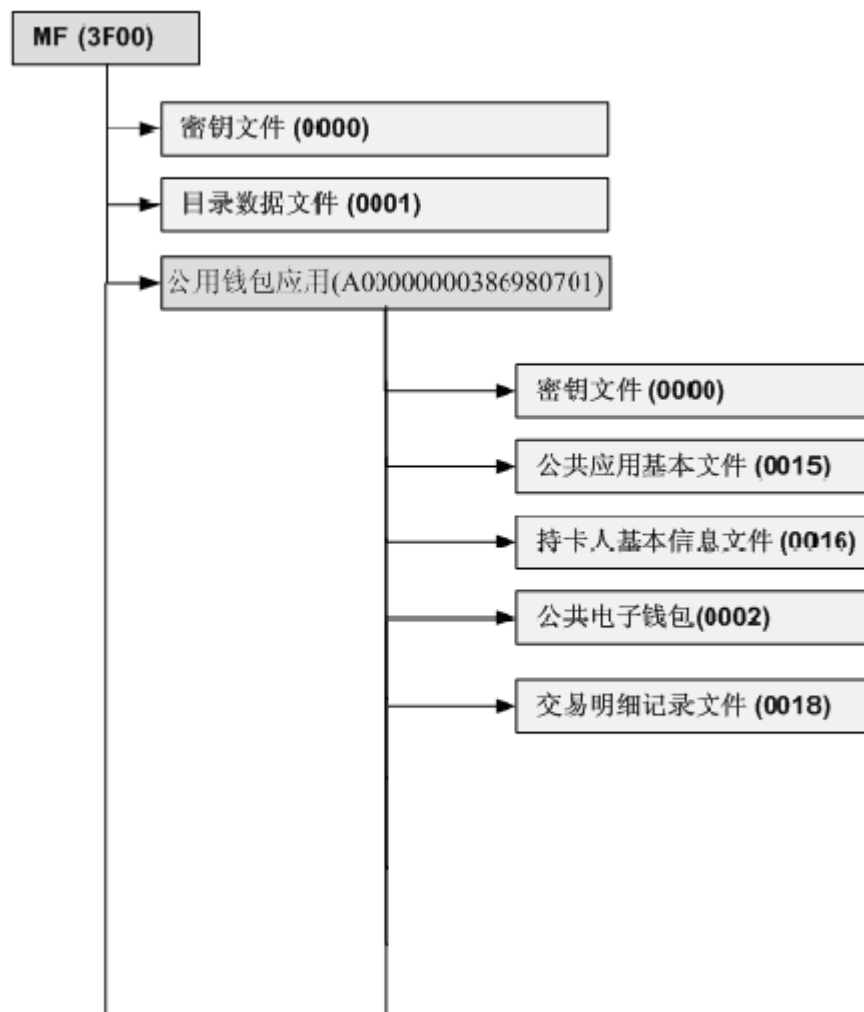 MF (3F00)
密钥文件 (0000)
目录数据文件 (0001)
公用钱包应用(A000000000386980701)
密钥文件 (0000)
公共应用基本文件 (0015)
持卡人基本信息文件 (0016)
公共电子钱包(0002)
交易明细记录文件 (0018)